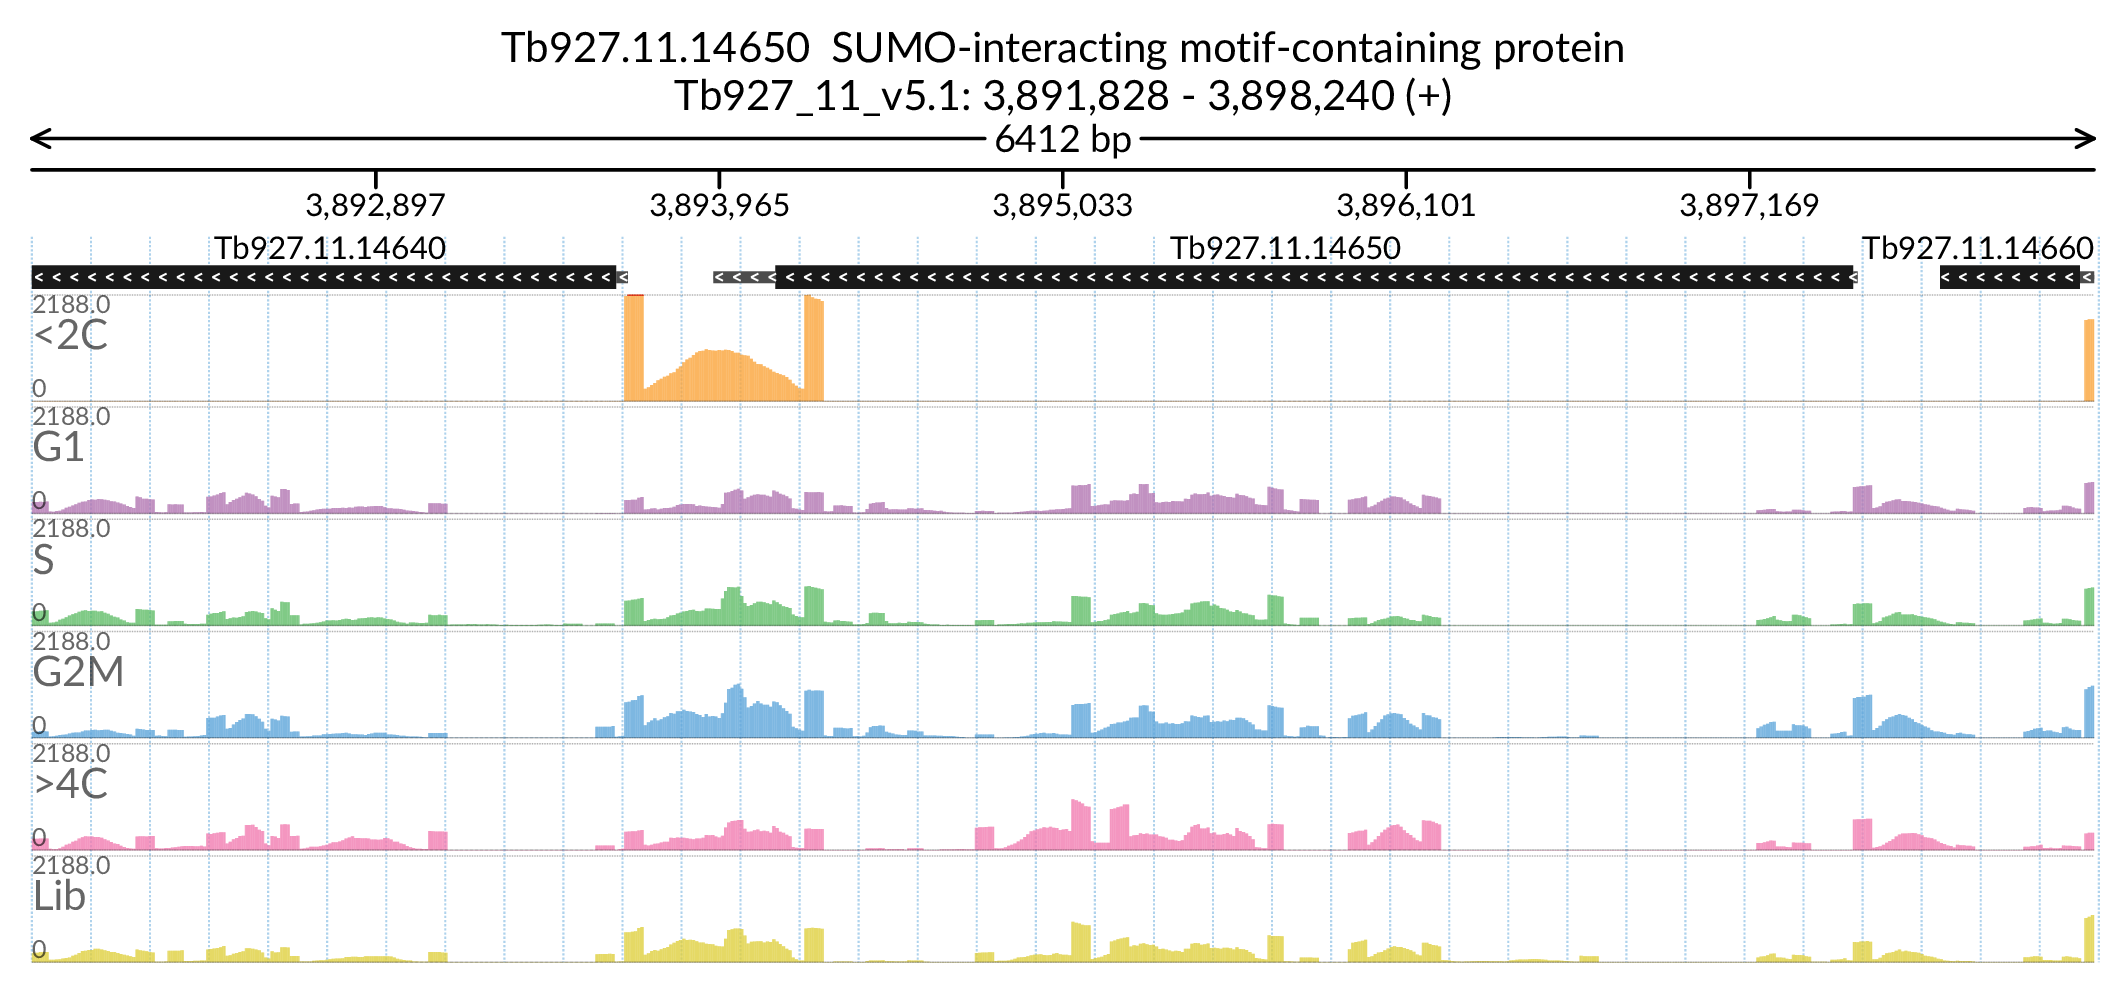 Tb927.11.14650  SUMO-interacting motif-containing protein
Tb927_11_v5.1: 3,891,828 - 3,898,240 (+)
6412 bp
3,892,897 3,893,965 3,895,033 3,896,101 3,897,169
Tb927.11.14640 Tb927.11.14650 Tb927.11.14660
2188.0
<2C
0
2188.0
G1
0
2188.0
S
0
2188.0
G2M
0
2188.0
>4C
0
2188.0
Lib
0